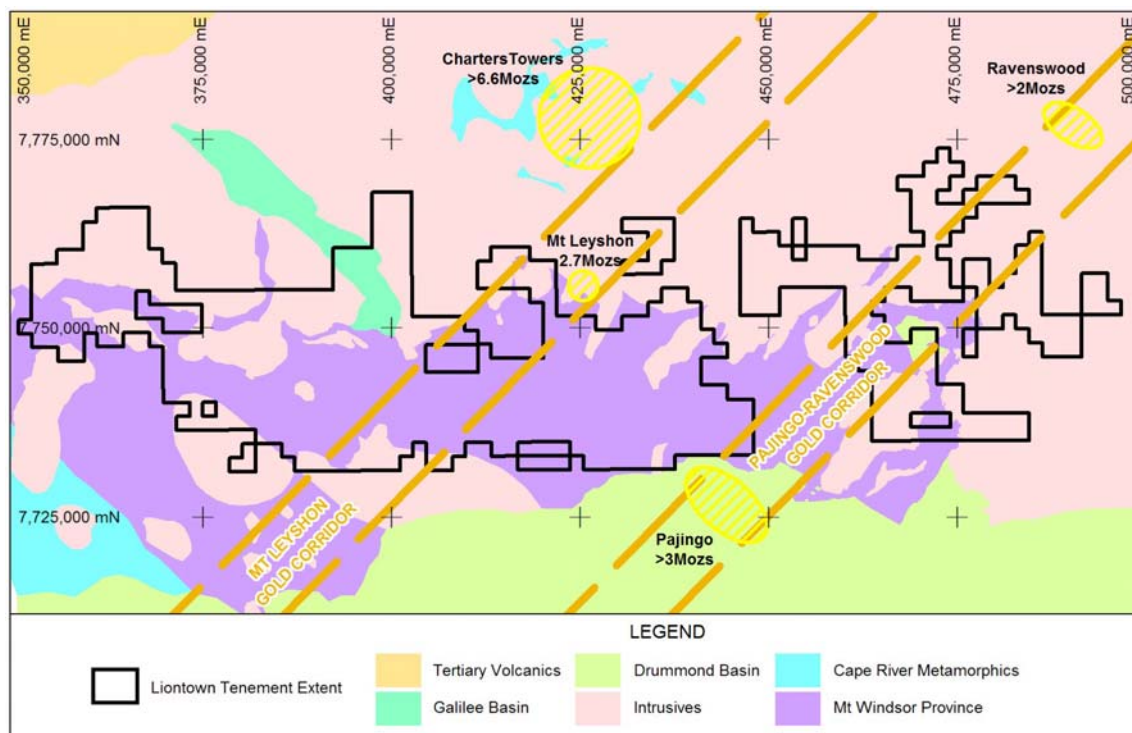 350,000 mE
375,000 mE
400,000 mE
425,000 mE
450,000 mE
475,000 mE
500,000 mE
ChartersTowers
>6.6Mozs
Ravenswood
>2Mozs
7,775,000 mN
Mt Leyshon
2.7Mozs
7,750,000 mN
PAJINGO-RAVENSWOOD
GOLD CORRIDOR
7,725,000 mN
MT LEYSHON
GOLD CORRIDOR
Pajingo
>3Mozs
LEGEND
Liontown Tenement Extent
Tertiary Volcanics
Drummond Basin
Cape River Metamorphics
Galilee Basin
Intrusives
Mt Windsor Province